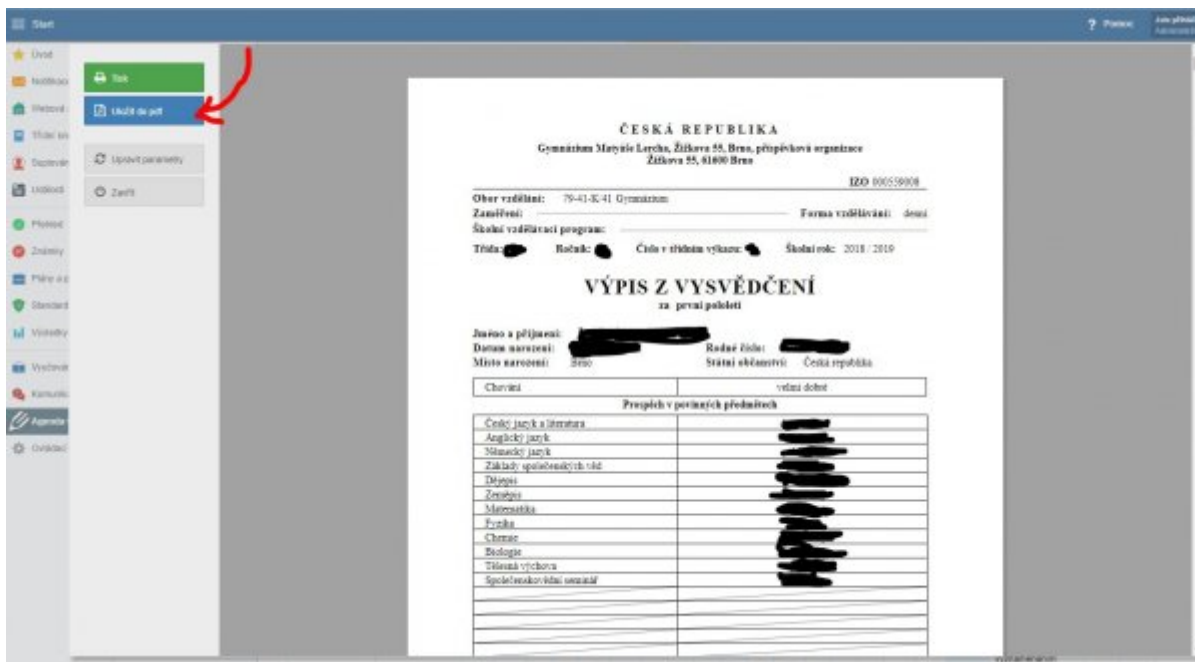 Start
? Pomoc
Úvod
Tisk
Uložit do pdf
Upravit parametry
Zavřít
Známky
ČESKÁ REPUBLIKA
Gymnázium Matyáše Lercha, Žižkova 55, Brno, příspěvková organizace
Žižkova 55, 61600 Brno
IZO 000559008
Obor vzdělání: 79-41-K/41 Gymnázium
Zaměření: Forma vzdělávání: denní
Školní vzdělávací program:
Třída: Ročník: Číslo v třídním výkazu: Školní rok: 2018 / 2019
VÝPIS Z VYSVĚDČENÍ
za první pololetí
Jméno a příjmení:
Datum narození: Rodné číslo:
Místo narození: Brno Státní občanství: Česká republika
Chování velmi dobré
Prospěch v povinných předmětech
Český jazyk a literatura
Anglický jazyk
Německý jazyk
Základy společenských věd
Dějepis
Zeměpis
Matematika
Fyzika
Chemie
Biologie
Tělesná výchova
Společenskovědní seminář